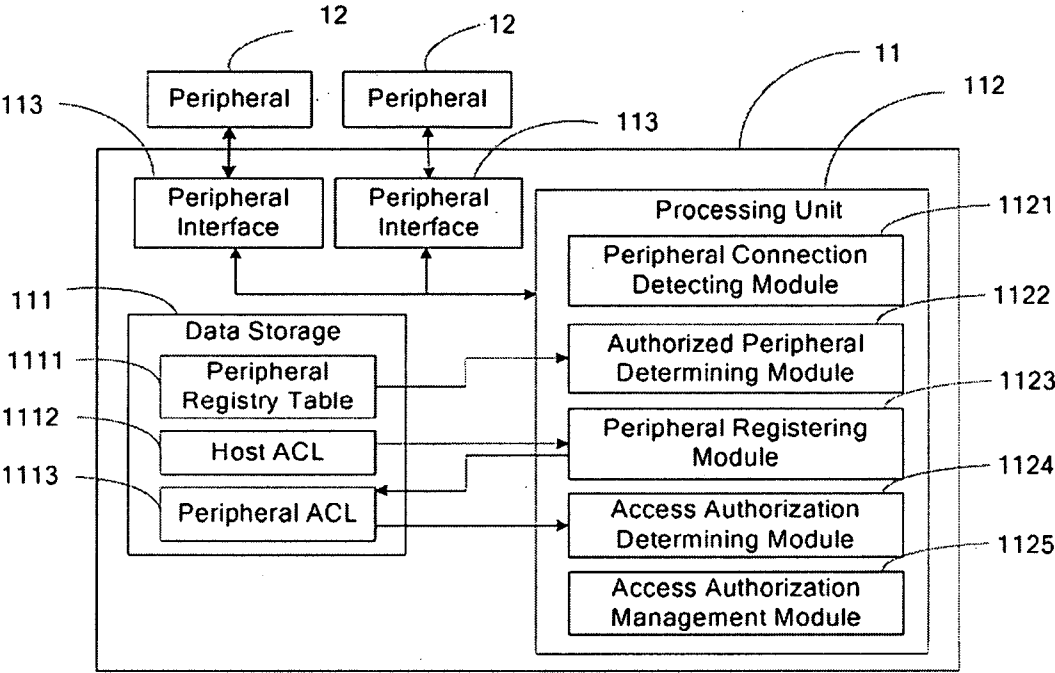 12
12
11
113
Peripheral
Peripheral
112
113
Peripheral
Interface
Peripheral
Interface
Processing Unit
1121
Peripheral Connection
Detecting Module
111
1122
Data Storage
Authorized Peripheral
Determining Module
1111
Peripheral
Registry Table
1123
1112
Host ACL
Peripheral Registering
Module
1113
Peripheral ACL
1124
Access Authorization
Determining Module
1125
Access Authorization
Management Module